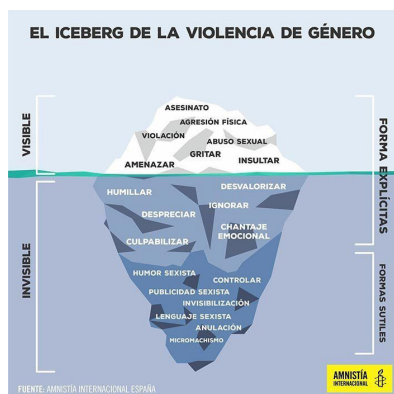 EL ICEBERG DE LA VIOLENCIA DE GÉNERO
VISIBLE
ASESINATO
AGRESIÓN FÍSICA
VIOLACIÓN
ABUSO SEXUAL
GRITAR
AMENAZAR
INSULTAR
FORMA EXPLÍCITAS
INVISIBLE
HUMILLAR
DESVALORIZAR
IGNORAR
DESPRECIAR
CHANTAJE
EMOCIONAL
CULPABILIZAR
HUMOR SEXISTA
CONTROLAR
PUBLICIDAD SEXISTA
INVISIBILIZACIÓN
LENGUAJE SEXISTA
ANULACIÓN
MICROMACHISMO
FORMAS SUTILES
AMNISTÍA
INTERNACIONAL
FUENTE: AMNISTÍA INTERNACIONAL ESPAÑA